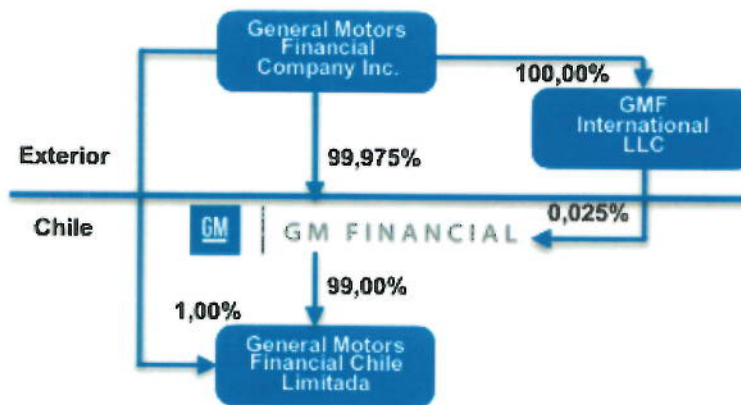 General Motors
Financial
Company Inc.
100,00%
GMF
International
LLC
Exterior
99,975%
Chile
GM
GM FINANCIAL
0,025%
99,00%
1,00%
General Motors
Financial Chile
Limitada